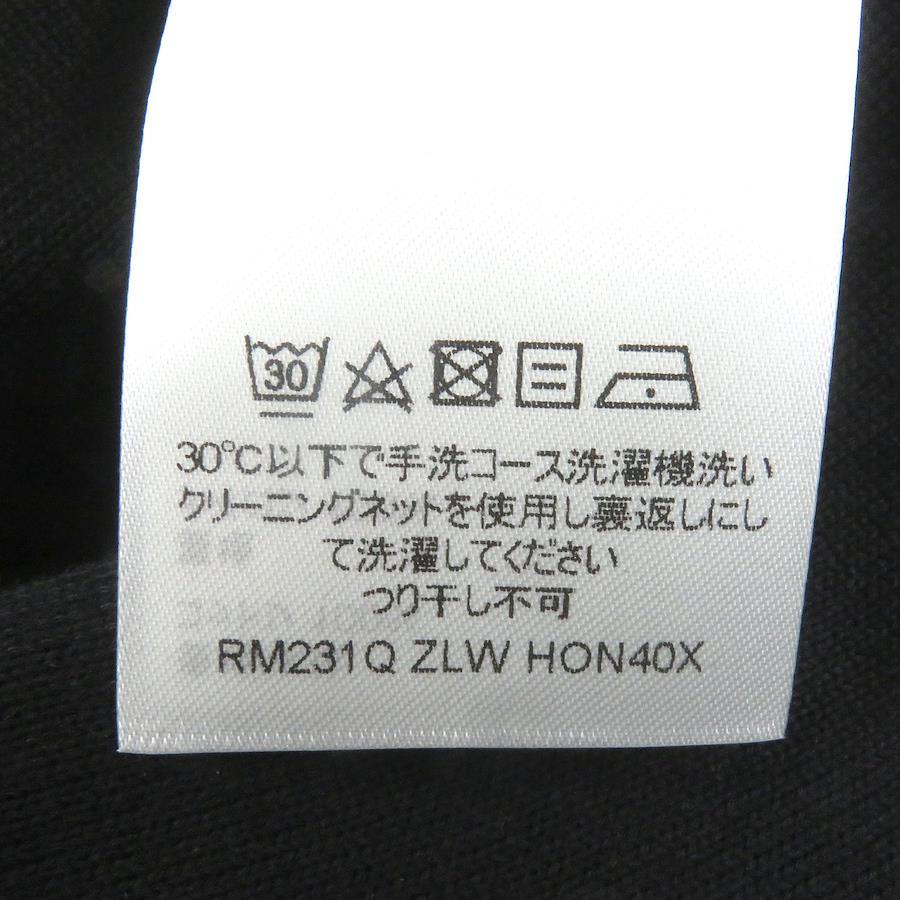 30
30℃以下で手洗コース洗濯機洗い
クリーニングネットを使用し裏返しにし
て洗濯してください
つり干し不可
RM231Q ZLW HON40X